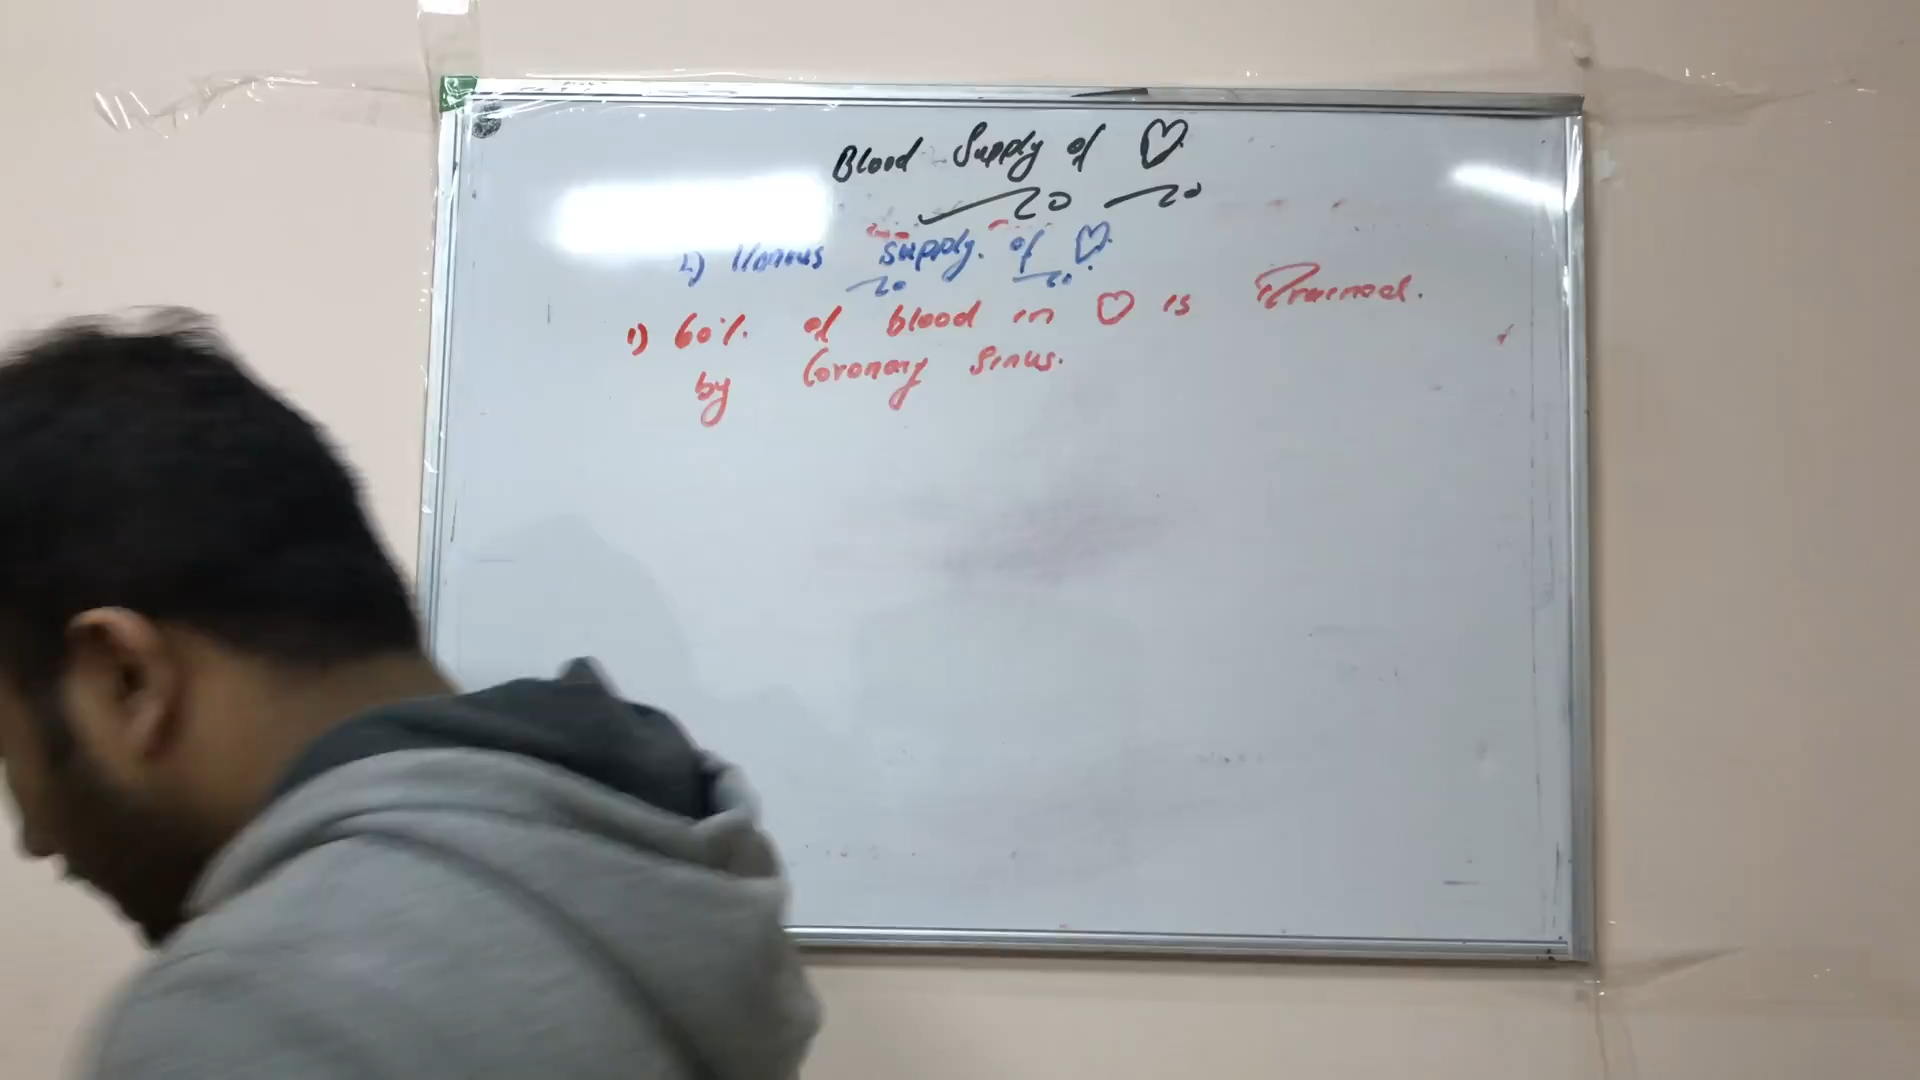 Blood Supply of ♡
2) Venous Supply. of ♡.
1) 60%. of blood in ♡ is Drained.
by Coronary Sinus.